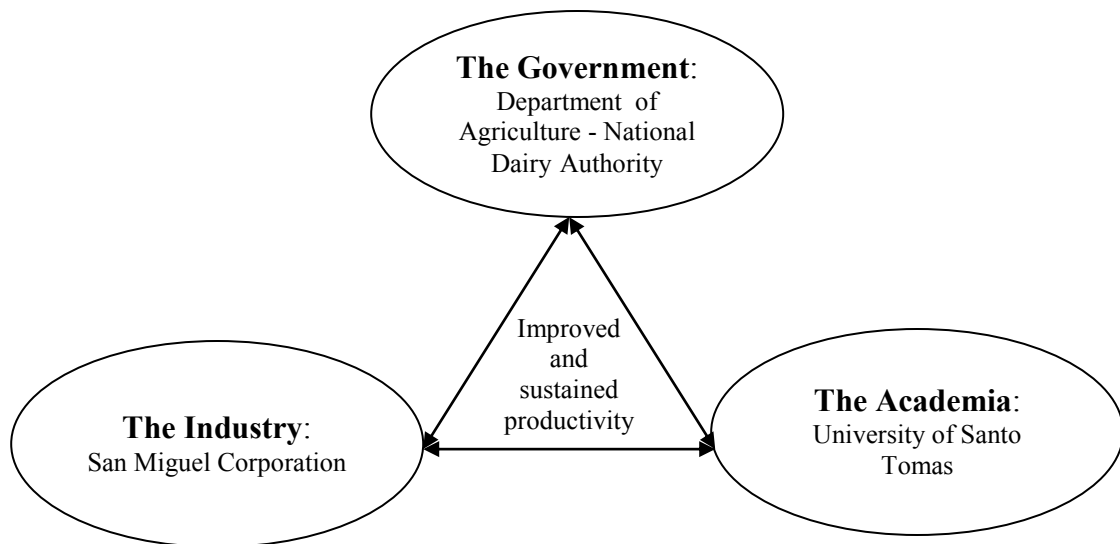 The Government:
Department of
Agriculture - National
Dairy Authority
Improved
and
sustained
productivity
The Industry:
San Miguel Corporation
The Academia:
University of Santo
Tomas